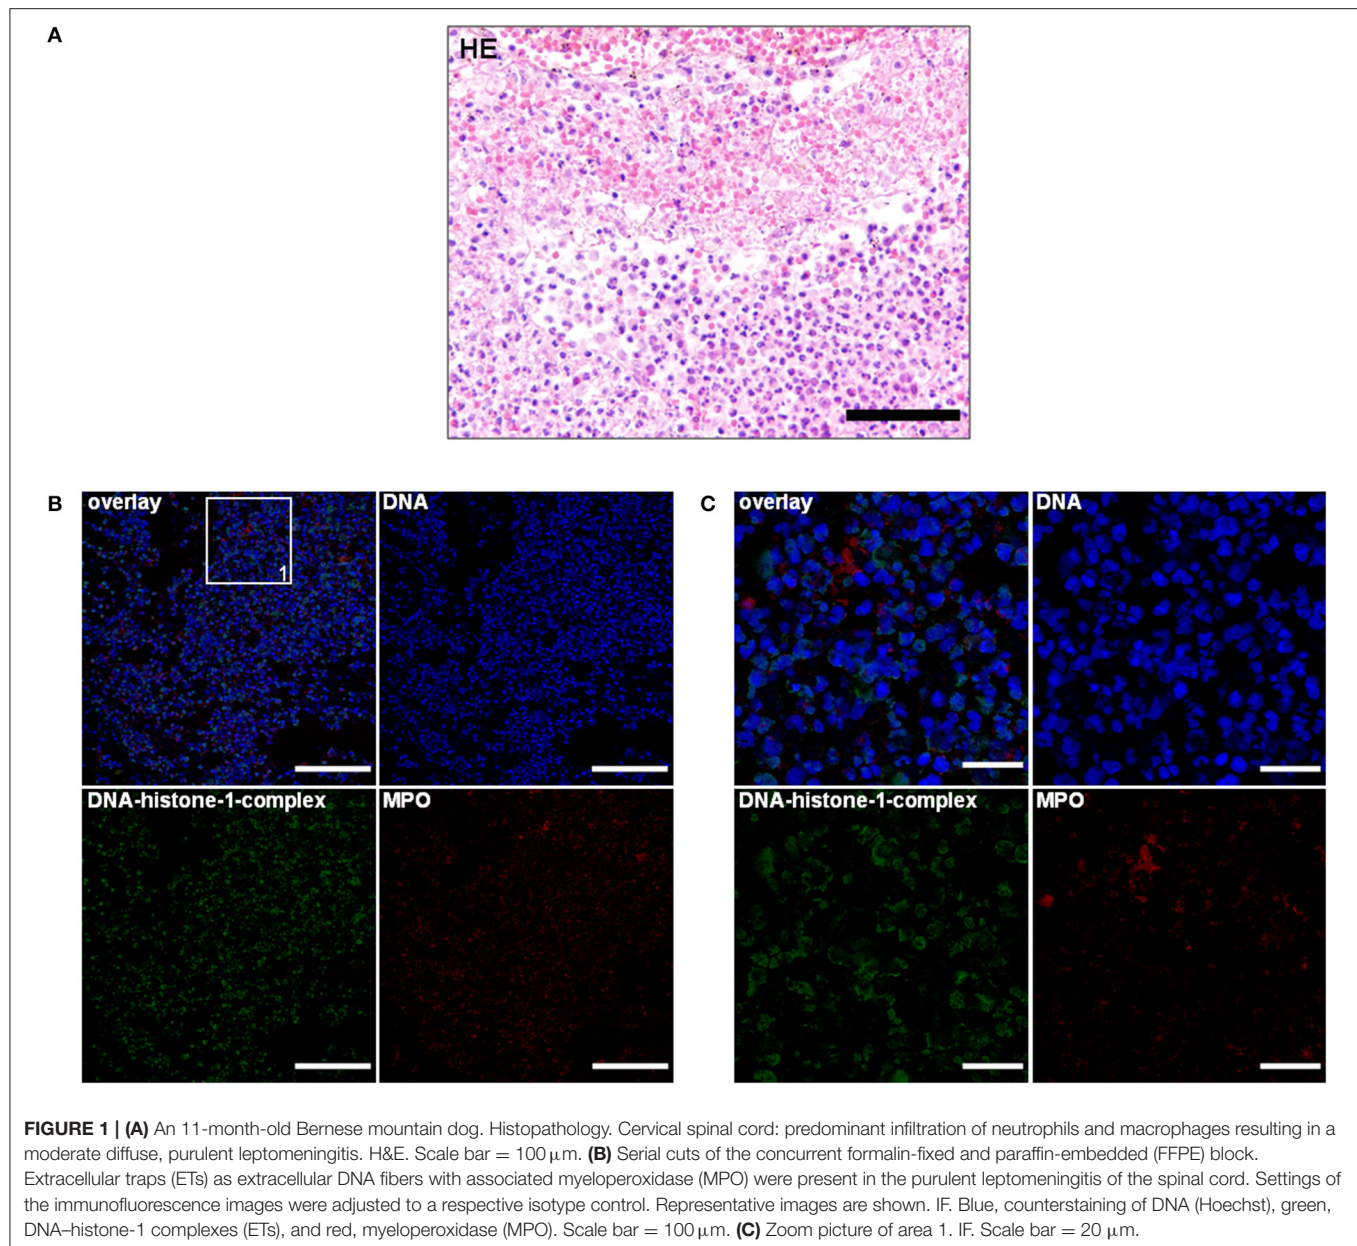 A
HE
B
overlay
1
DNA
DNA-histone-1-complex
MPO
C
overlay
DNA
DNA-histone-1-complex
MPO
FIGURE 1 | (A) An 11-month-old Bernese mountain dog. Histopathology. Cervical spinal cord: predominant infiltration of neutrophils and macrophages resulting in a
moderate diffuse, purulent leptomeningitis. H&E. Scale bar = 100 μm. (B) Serial cuts of the concurrent formalin-fixed and paraffin-embedded (FFPE) block.
Extracellular traps (ETs) as extracellular DNA fibers with associated myeloperoxidase (MPO) were present in the purulent leptomeningitis of the spinal cord. Settings of
the immunofluorescence images were adjusted to a respective isotype control. Representative images are shown. IF. Blue, counterstaining of DNA (Hoechst), green,
DNA–histone-1 complexes (ETs), and red, myeloperoxidase (MPO). Scale bar = 100 μm. (C) Zoom picture of area 1. IF. Scale bar = 20 μm.